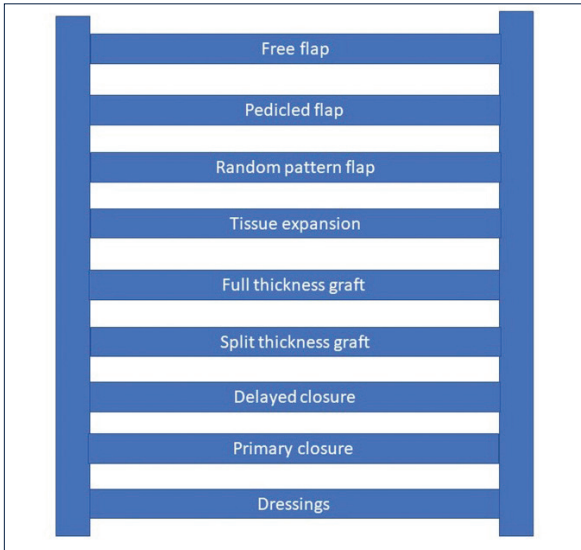 Free flap
Pedicled flap
Random pattern flap
Tissue expansion
Full thickness graft
Split thickness graft
Delayed closure
Primary closure
Dressings